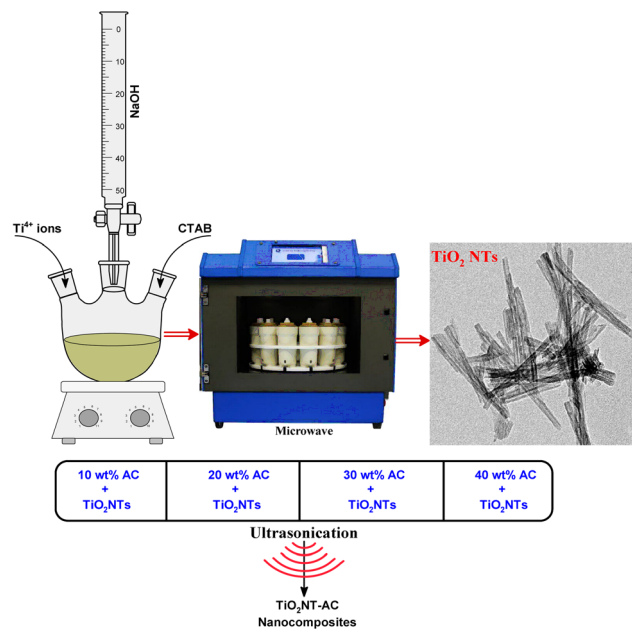 0
10
20
30
40
50
NaOH
Ti⁴⁺ ions
CTAB
TiO₂ NTs
Microwave
10 wt% AC
+
TiO₂NTs
20 wt% AC
+
TiO₂NTs
30 wt% AC
+
TiO₂NTs
40 wt% AC
+
TiO₂NTs
Ultrasonication
TiO₂NT-AC
Nanocomposites